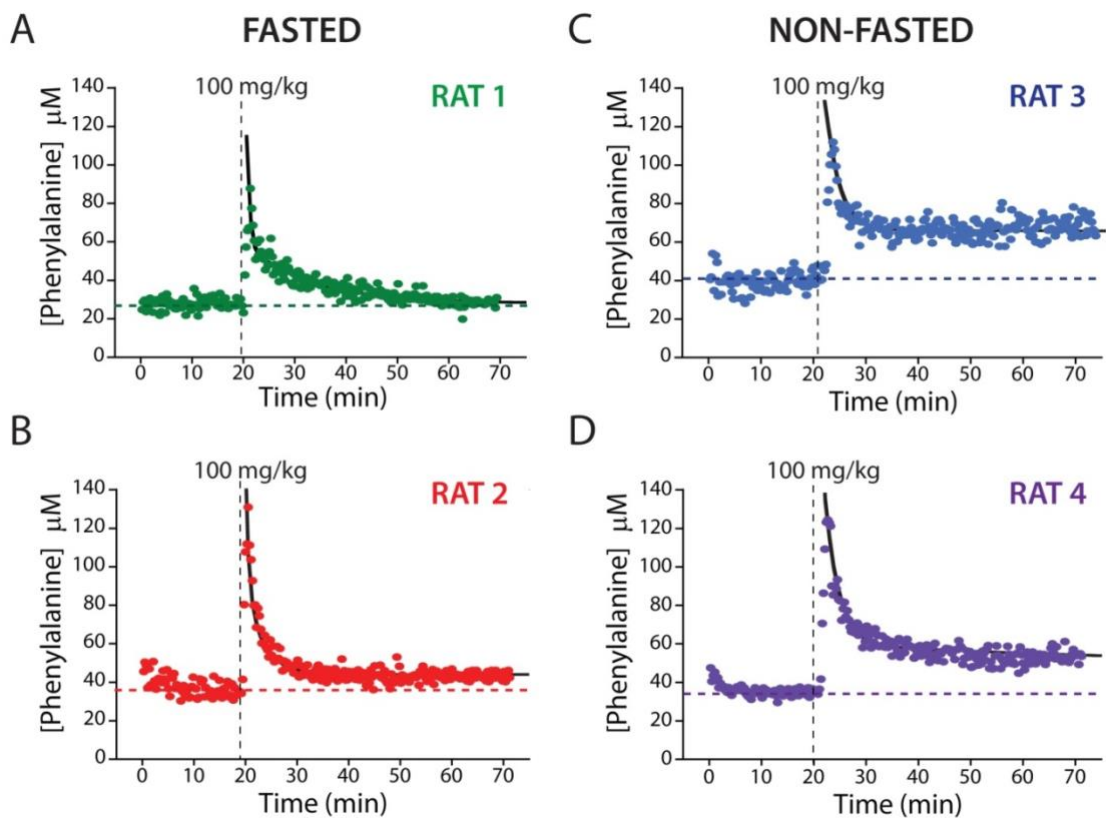 A
FASTED
C
NON-FASTED
100 mg/kg
RAT 1
140
120
100
80
60
40
20
0
[Phenylalanine] μM
0 10 20 30 40 50 60 70
Time (min)
100 mg/kg
RAT 3
140
120
100
80
60
40
20
0
[Phenylalanine] μM
0 10 20 30 40 50 60 70
Time (min)
B
100 mg/kg
RAT 2
140
120
100
80
60
40
20
0
[Phenylalanine] μM
0 10 20 30 40 50 60 70
Time (min)
D
100 mg/kg
RAT 4
140
120
100
80
60
40
20
0
[Phenylalanine] μM
0 10 20 30 40 50 60 70
Time (min)